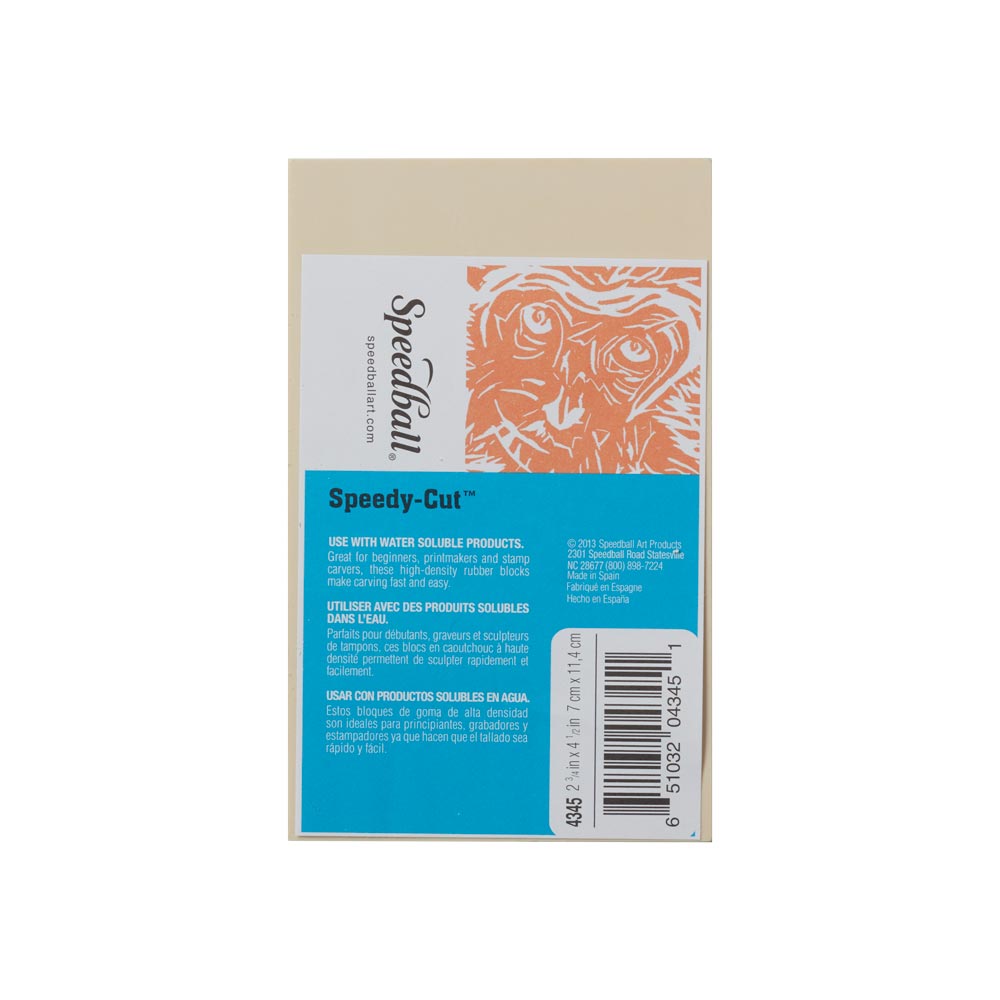 Speedball®
speedballart.com
Speedy-Cut™
USE WITH WATER SOLUBLE PRODUCTS.
Great for beginners, printmakers and stamp
carvers, these high-density rubber blocks
make carving fast and easy.
UTILISER AVEC DES PRODUITS SOLUBLES
DANS L'EAU.
Parfaits pour débutants, graveurs et sculpteurs
de tampons, ces blocs en caoutchouc à haute
densité permettent de sculpter rapidement et
facilement.
USAR CON PRODUCTOS SOLUBLES EN AGUA.
Estos bloques de goma de alta densidad
son ideales para principiantes, grabadores y
estampadores ya que hacen que el tallado sea
rápido y fácil.
© 2013 Speedball Art Products
2301 Speedball Road Statesville
NC 28677 (800) 898-7224
Made in Spain
Fabriqué en Espagne
Hecho en España
4345 2 3/4 in x 4 1/2 in 7 cm x 11,4 cm
6 51032 04345 1